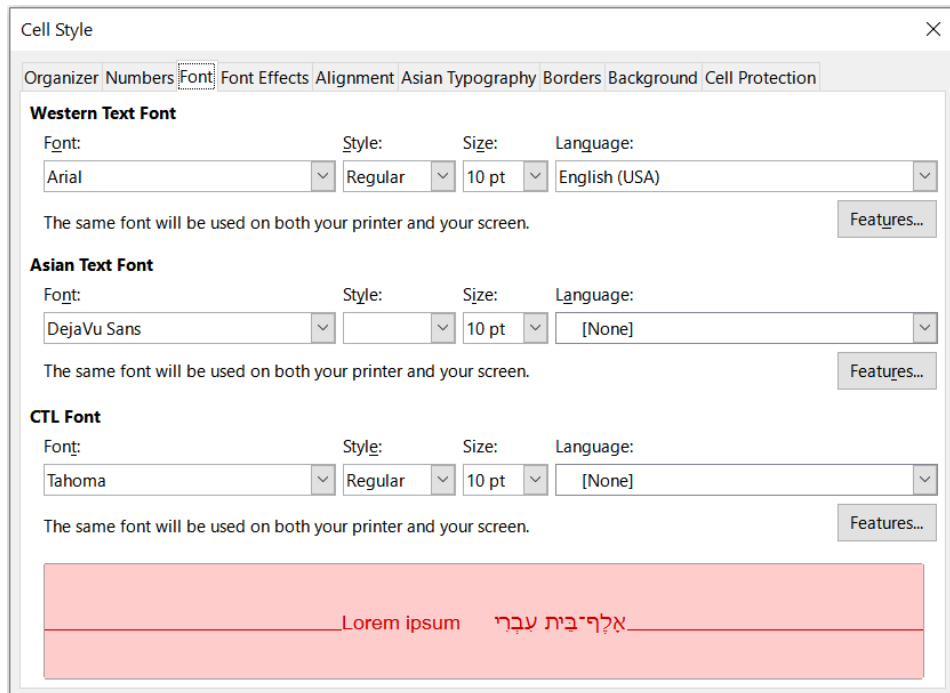 Cell Style
Organizer Numbers Font Font Effects Alignment Asian Typography Borders Background Cell Protection
Western Text Font
Font: Style: Size: Language:
Arial Regular 10 pt English (USA)
The same font will be used on both your printer and your screen. Features...
Asian Text Font
Font: Style: Size: Language:
DejaVu Sans 10 pt [None]
The same font will be used on both your printer and your screen. Features...
CTL Font
Font: Style: Size: Language:
Tahoma Regular 10 pt [None]
The same font will be used on both your printer and your screen. Features...
Lorem ipsum אָלֶף־בֵּית עִבְרִי